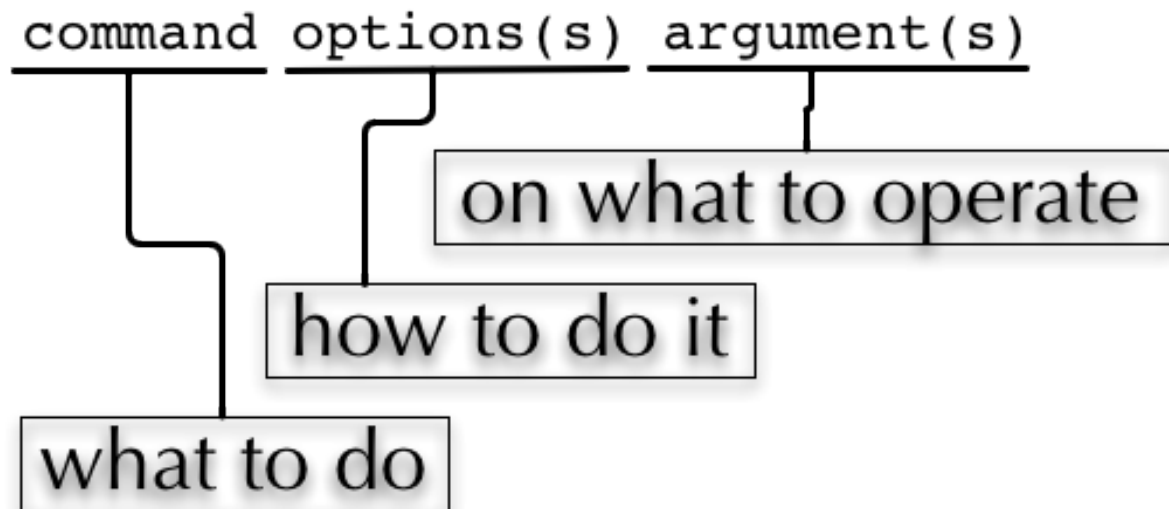 command options(s) argument(s)
on what to operate
how to do it
what to do